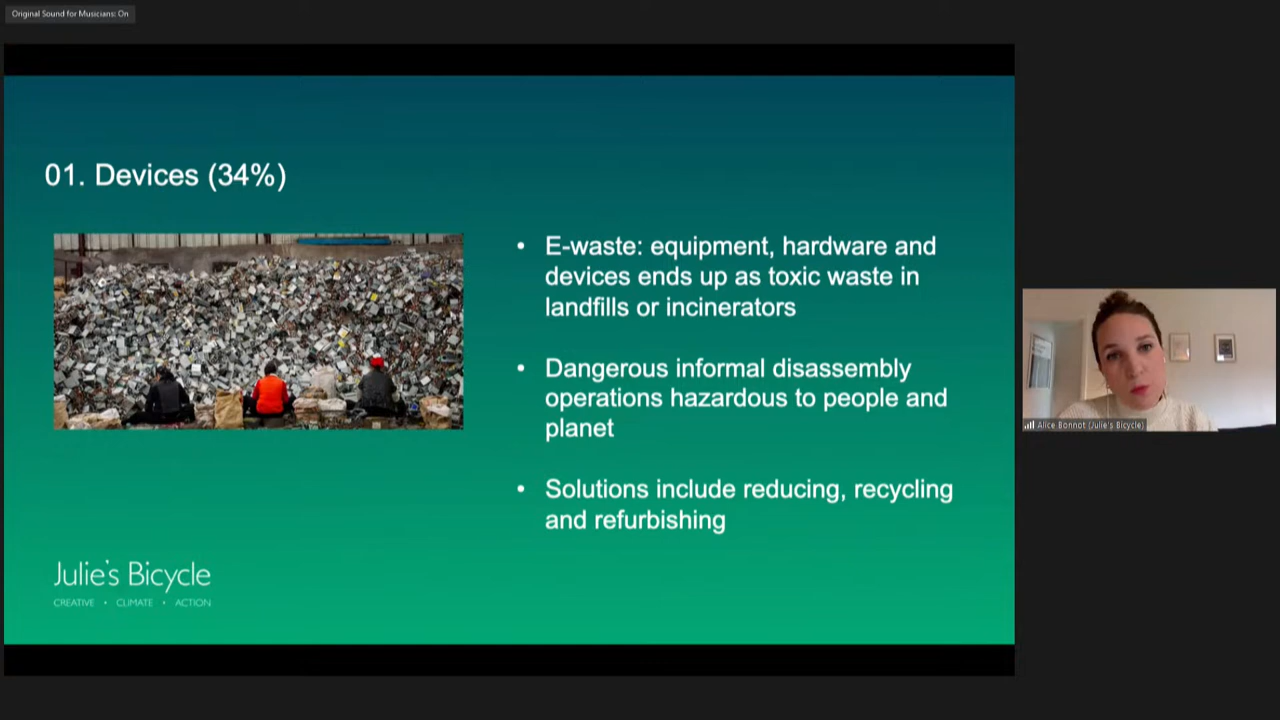 Original Sound for Musicians: On
01. Devices (34%)
• E-waste: equipment, hardware and
devices ends up as toxic waste in
landfills or incinerators
• Dangerous informal disassembly
operations hazardous to people and
planet
• Solutions include reducing, recycling
and refurbishing
Julie's Bicycle
CREATIVE • CLIMATE • ACTION
Alice Bonnot (Julie's Bicycle)